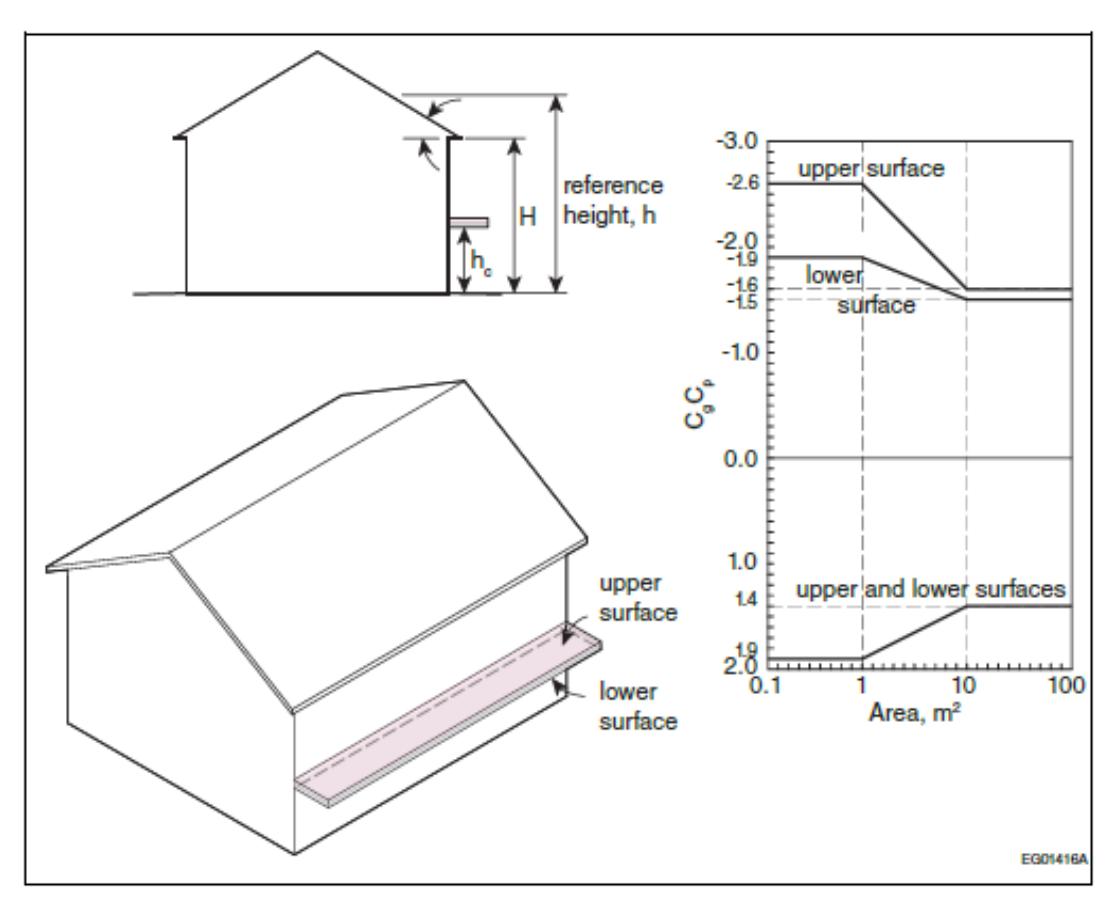 reference
height, h
H
h_c
upper
surface
lower
surface
-3.0
-2.6
-2.0
-1.9
-1.6
-1.5
-1.0
0.0
1.0
1.4
1.9
2.0
C_g C_p
upper surface
lower
surface
upper and lower surfaces
0.1 1 10 100
Area, m²
EG01416A